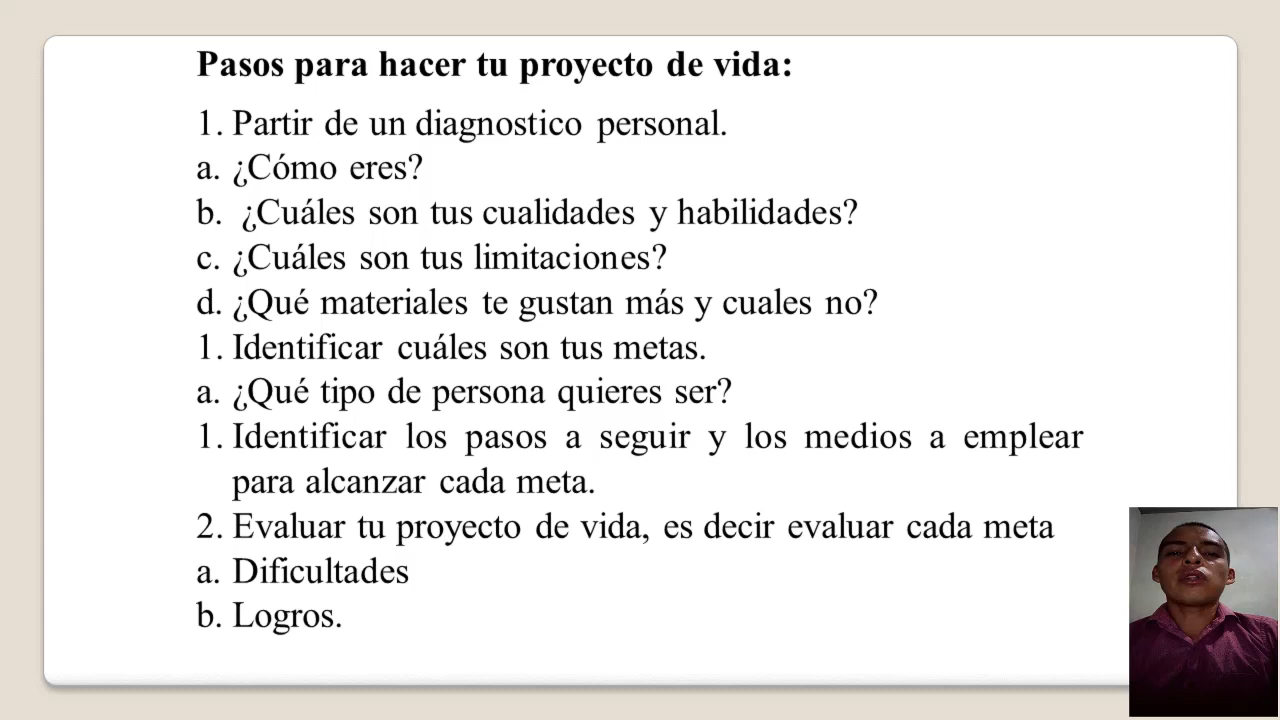 Pasos para hacer tu proyecto de vida:
1. Partir de un diagnostico personal.
a. ¿Cómo eres?
b. ¿Cuáles son tus cualidades y habilidades?
c. ¿Cuáles son tus limitaciones?
d. ¿Qué materiales te gustan más y cuales no?
1. Identificar cuáles son tus metas.
a. ¿Qué tipo de persona quieres ser?
1. Identificar los pasos a seguir y los medios a emplear
para alcanzar cada meta.
2. Evaluar tu proyecto de vida, es decir evaluar cada meta
a. Dificultades
b. Logros.